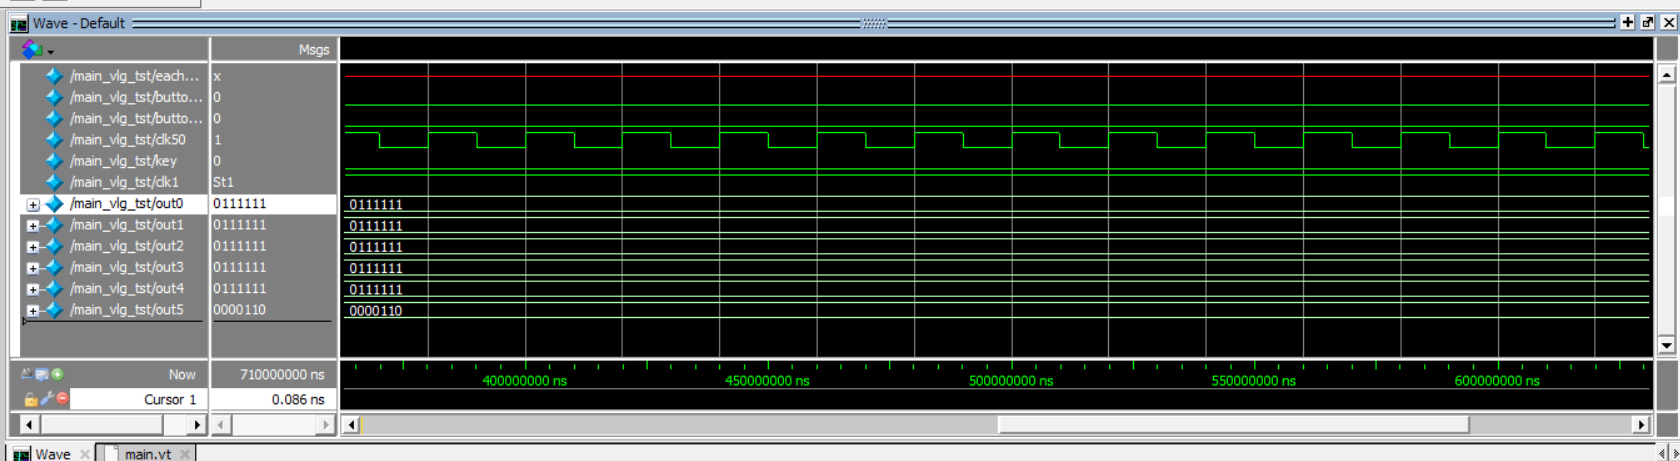 Wave - Default
Msgs
/main_vlg_tst/each... x
/main_vlg_tst/butto... 0
/main_vlg_tst/butto... 0
/main_vlg_tst/clk50 1
/main_vlg_tst/key 0
/main_vlg_tst/clk1 St1
/main_vlg_tst/out0 0111111 0111111
/main_vlg_tst/out1 0111111 0111111
/main_vlg_tst/out2 0111111 0111111
/main_vlg_tst/out3 0111111 0111111
/main_vlg_tst/out4 0111111 0111111
/main_vlg_tst/out5 0000110 0000110
Now 710000000 ns 400000000 ns 450000000 ns 500000000 ns 550000000 ns 600000000 ns
Cursor 1 0.086 ns
Wave main.vt